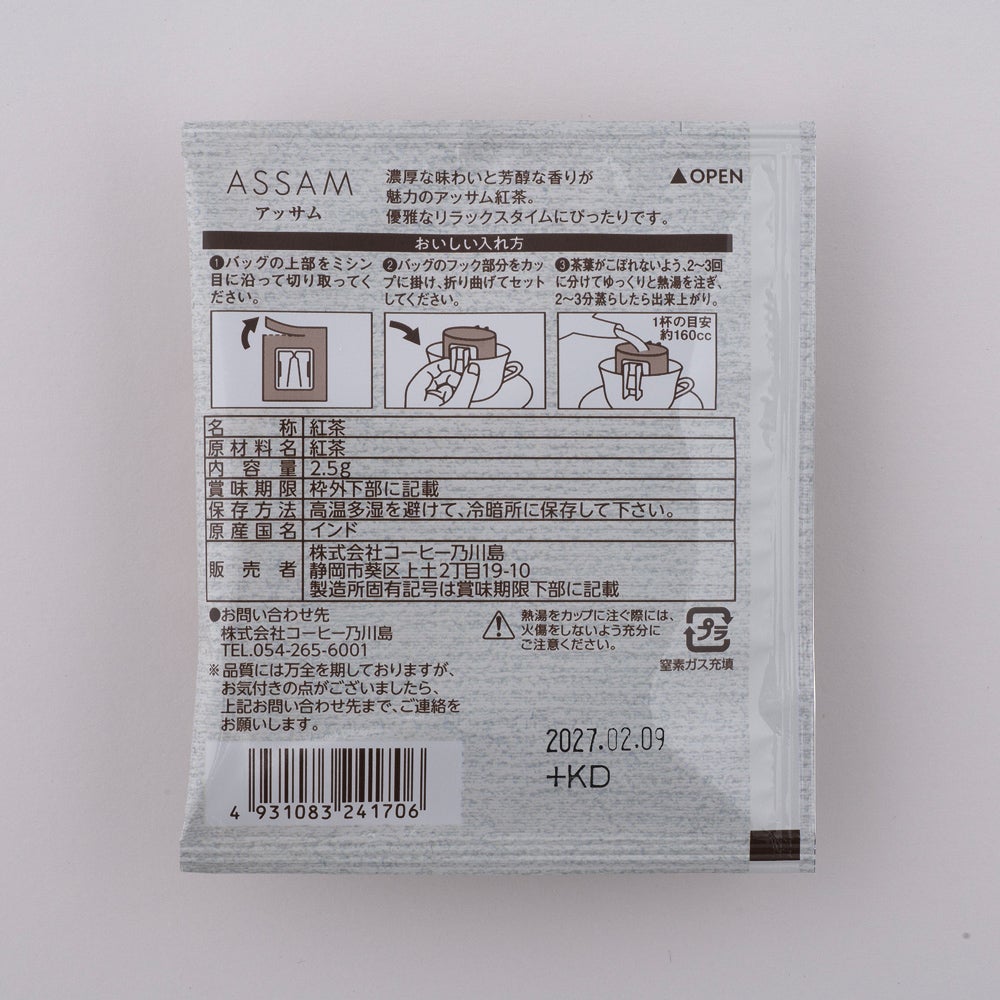 ASSAM
アッサム
濃厚な味わいと芳醇な香りが
魅力のアッサム紅茶。
優雅なリラックスタイムにぴったりです。
▲OPEN
おいしい入れ方
❶バッグの上部をミシン
目に沿って切り取ってく
ださい。
❷バッグのフック部分をカッ
プに掛け、折り曲げてセット
してください。
❸茶葉がこぼれないよう、2〜3回
に分けてゆっくりと熱湯を注ぎ、
2〜3分蒸らしたら出来上がり。
1杯の目安
約160cc
名称 紅茶
原材料名 紅茶
内容量 2.5g
賞味期限 枠外下部に記載
保存方法 高温多湿を避けて、冷暗所に保存して下さい。
原産国名 インド
販売者 株式会社コーヒー乃川島
静岡市葵区上土2丁目19-10
製造所固有記号は賞味期限下部に記載
●お問い合わせ先
株式会社コーヒー乃川島
TEL.054-265-6001
※品質には万全を期しておりますが、
お気付きの点がございましたら、
上記お問い合わせ先まで、ご連絡を
お願いします。
熱湯をカップに注ぐ際には、
火傷をしないよう充分に
ご注意ください。
プラ
窒素ガス充填
2027.02.09
+KD
4 931083 241706